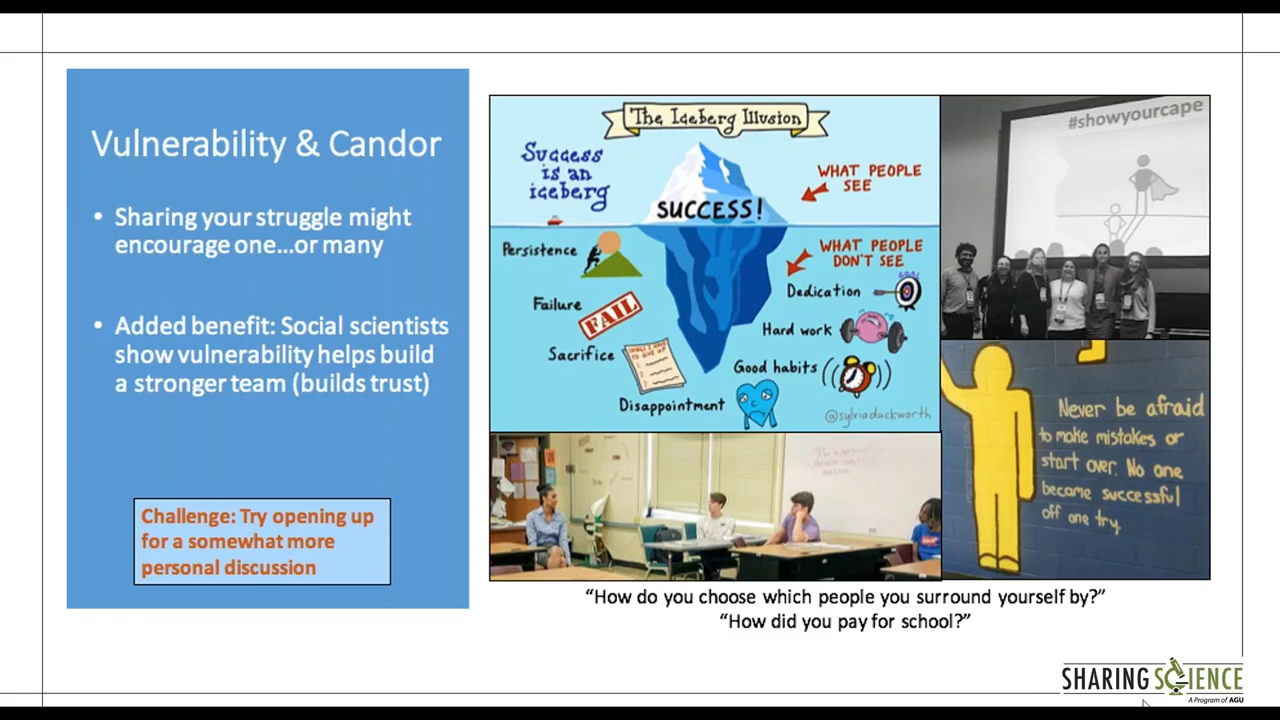 Vulnerability & Candor
• Sharing your struggle might
encourage one...or many
• Added benefit: Social scientists
show vulnerability helps build
a stronger team (builds trust)
Challenge: Try opening up
for a somewhat more
personal discussion
The Iceberg Illusion
Success
is an
iceberg
WHAT PEOPLE
SEE
SUCCESS!
WHAT PEOPLE
DON'T SEE
Persistence
GOAL
Dedication
Failure
FAIL
Hard work
Sacrifice
Good habits
Disappointment
@sylviaduckworth
#showyourcape
Never be afraid
to make mistakes or
start over. No one
became successful
off one try.
“How do you choose which people you surround yourself by?”
“How did you pay for school?”
SHARING SCIENCE
A Program of AGU